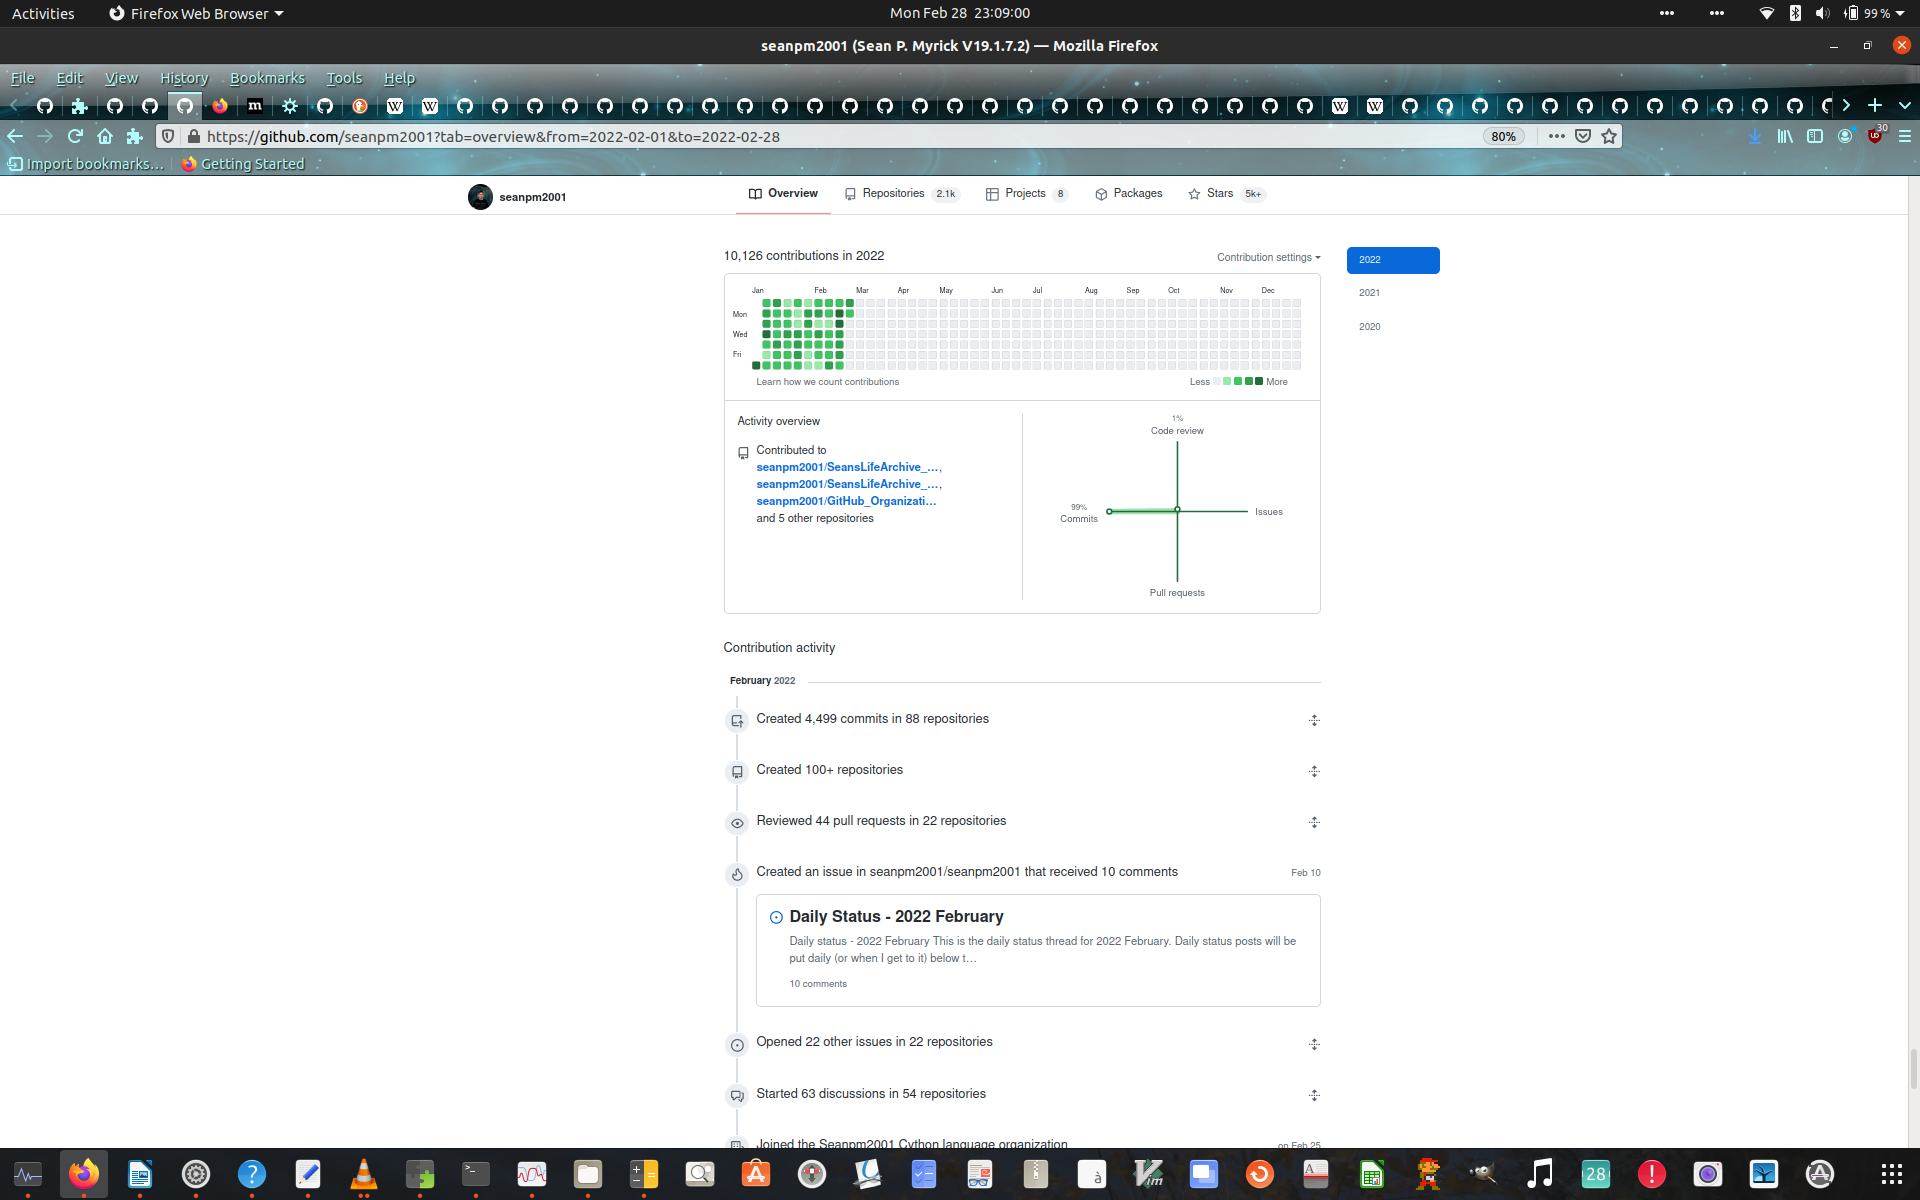 Activities
Firefox Web Browser
Mon Feb 28 23:09:00
99 %
seanpm2001 (Sean P. Myrick V19.1.7.2) — Mozilla Firefox
File Edit View History Bookmarks Tools Help
https://github.com/seanpm2001?tab=overview&from=2022-02-01&to=2022-02-28
80%
30
Import bookmarks...
Getting Started
seanpm2001
Overview
Repositories 2.1k
Projects 8
Packages
Stars 5k+
10,126 contributions in 2022
Contribution settings
2022
2021
2020
Jan Feb Mar Apr May Jun Jul Aug Sep Oct Nov Dec
Mon
Wed
Fri
Learn how we count contributions
Less More
Activity overview
Contributed to
seanpm2001/SeansLifeArchive_...,
seanpm2001/SeansLifeArchive_...,
seanpm2001/GitHub_Organizati...
and 5 other repositories
1%
Code review
99%
Commits
Issues
Pull requests
Contribution activity
February 2022
Created 4,499 commits in 88 repositories
Created 100+ repositories
Reviewed 44 pull requests in 22 repositories
Created an issue in seanpm2001/seanpm2001 that received 10 comments
Feb 10
Daily Status - 2022 February
Daily status - 2022 February This is the daily status thread for 2022 February. Daily status posts will be
put daily (or when I get to it) below t...
10 comments
Opened 22 other issues in 22 repositories
Started 63 discussions in 54 repositories
Joined the Seanpm2001 Cython language organization
on Feb 25
28